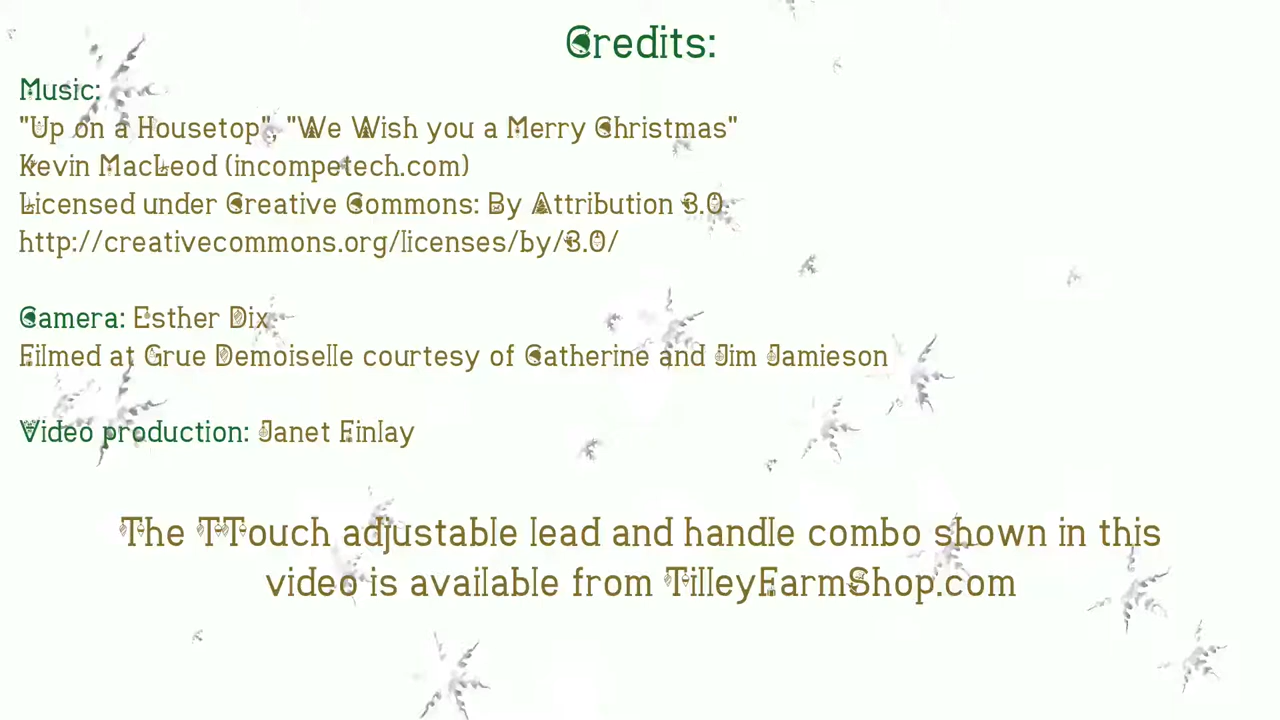 Credits:
Music:
"Up on a Housetop", "We Wish you a Merry Christmas"
Kevin MacLeod (incompetech.com)
Licensed under Creative Commons: By Attribution 3.0
http://creativecommons.org/licenses/by/3.0/
Camera: Esther Dix
Filmed at Grue Demoiselle courtesy of Catherine and Jim Jamieson
Video production: Janet Finlay
The TTouch adjustable lead and handle combo shown in this
video is available from TilleyFarmShop.com